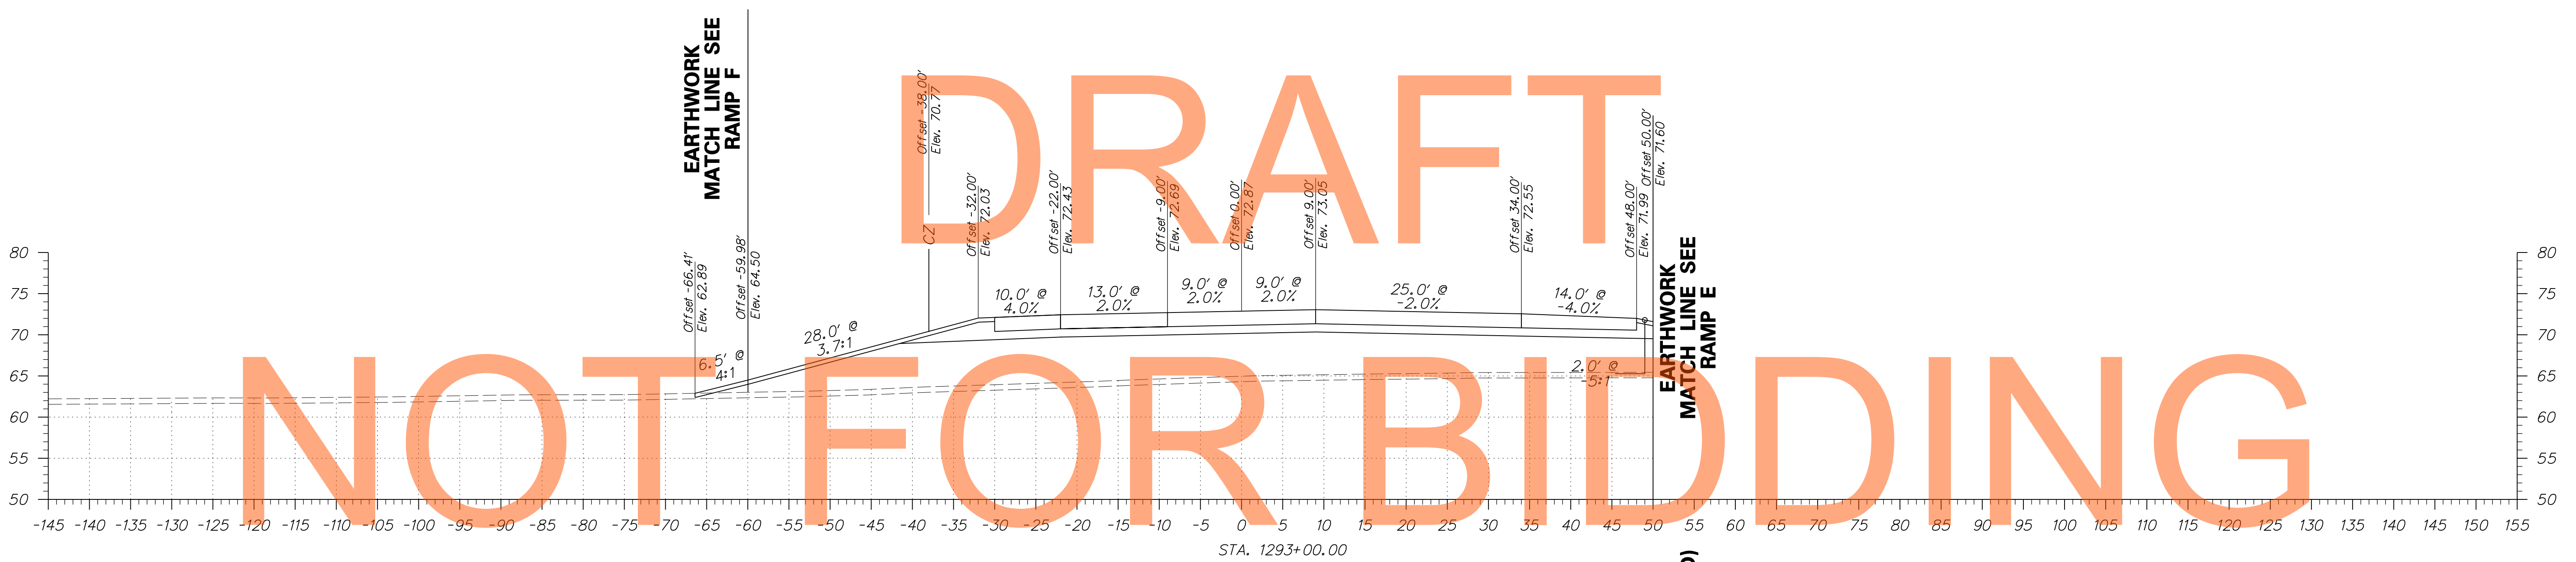 EARTHWORK
MATCH LINE SEE
RAMP F
DRAFT
Offset -38.00'
Elev. 70.77
CZ
Offset -66.41'
Elev. 62.89
Offset -59.98'
Elev. 64.50
Offset -32.00'
Elev. 72.03
Offset -22.00'
Elev. 72.43
Offset -9.00'
Elev. 72.69
Offset 0.00'
Elev. 72.87
Offset 9.00'
Elev. 73.05
Offset 34.00'
Elev. 72.55
Offset 48.00'
Elev. 71.99
Offset 50.00'
Elev. 71.60
EARTHWORK
MATCH LINE SEE
RAMP E
6.5' @
4:1
28.0' @
3.7:1
10.0' @
4.0%
13.0' @
2.0%
9.0' @
2.0%
9.0' @
2.0%
25.0' @
-2.0%
14.0' @
-4.0%
2.0' @
-5:1
NOT FOR BIDDING
80
75
70
65
60
55
50
80
75
70
65
60
55
50
-145 -140 -135 -130 -125 -120 -115 -110 -105 -100 -95 -90 -85 -80 -75 -70 -65 -60 -55 -50 -45 -40 -35 -30 -25 -20 -15 -10 -5 0 5 10 15 20 25 30 35 40 45 50 55 60 65 70 75 80 85 90 95 100 105 110 115 120 125 130 135 140 145 150 155
STA. 1293+00.00